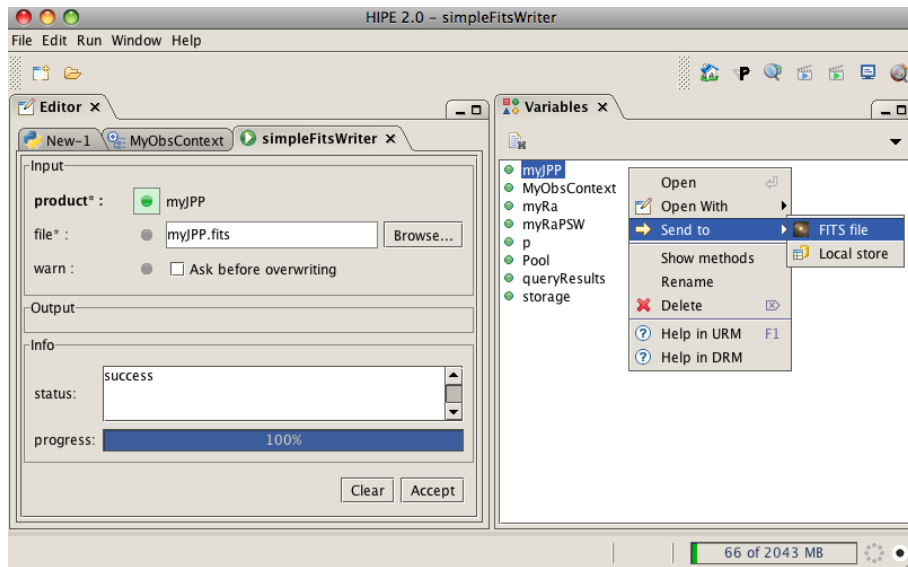 HIPE 2.0 – simpleFitsWriter
File Edit Run Window Help
P
Editor ×
New-1 MyObsContext simpleFitsWriter ×
Input
product* : myJPP
file* : myJPP.fits Browse...
warn : Ask before overwriting
Output
Info
status: success
progress: 100%
Clear Accept
Variables ×
myJPP
MyObsContext
myRa
myRaPSW
p
Pool
queryResults
storage
Open
Open With
Send to
Show methods
Rename
Delete
Help in URM F1
Help in DRM
FITS file
Local store
66 of 2043 MB